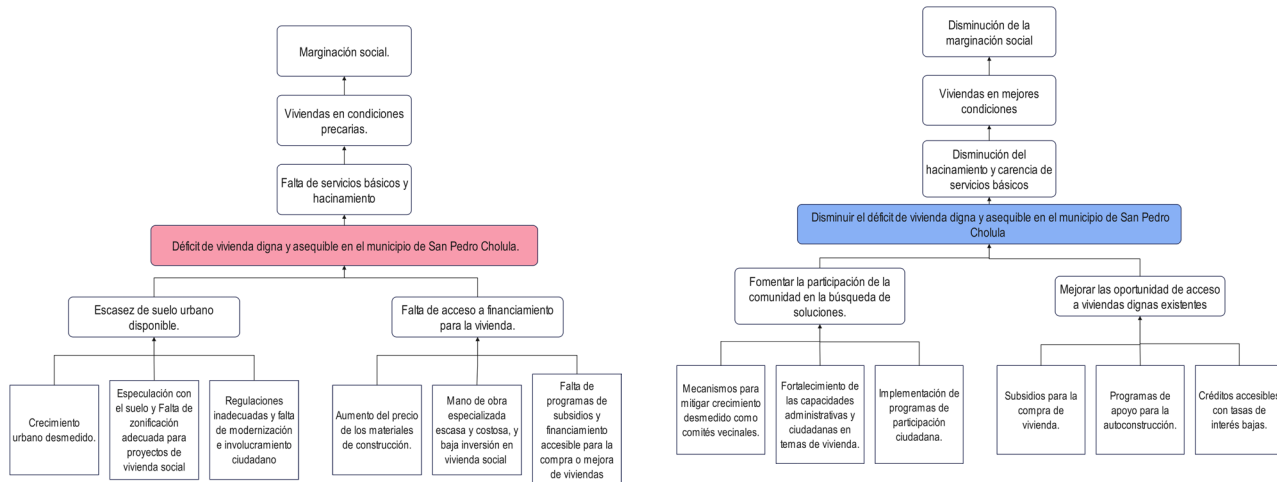 Marginación social.
Viviendas en condiciones
precarias.
Falta de servicios básicos y
hacinamiento
Déficit de vivienda digna y asequible en el municipio de San Pedro Cholula.
Escasez de suelo urbano
disponible.
Falta de acceso a financiamiento
para la vivienda.
Crecimiento
urbano desmedido.
Especulación con
el suelo y Falta de
zonificación
adecuada para
proyectos de
vivienda social
Regulaciones
inadecuadas y falta
de modernización e
involucramiento
ciudadano
Aumento del precio
de los materiales
de construcción.
Mano de obra
especializada
escasa y costosa, y
baja inversión en
vivienda social
Falta de
programas de
subsidios y
financiamiento
accesible para la
compra o mejora
de viviendas
Disminución de la
marginación social
Viviendas en mejores
condiciones
Disminución del
hacinamiento y carencia de
servicios básicos
Disminuir el déficit de vivienda digna y asequible en el municipio de San Pedro
Cholula
Fomentar la participación de la
comunidad en la búsqueda de
soluciones.
Mejorar las oportunidad de acceso
a viviendas dignas existentes
Mecanismos para
mitigar crecimiento
desmedido como
comités vecinales.
Fortalecimiento de
las capacidades
administrativas y
ciudadanas en
temas de vivienda.
Implementación de
programas de
participación
ciudadana.
Subsidios para la
compra de
vivienda.
Programas de
apoyo para la
autoconstrucción.
Créditos accesibles
con tasas de
interés bajas.